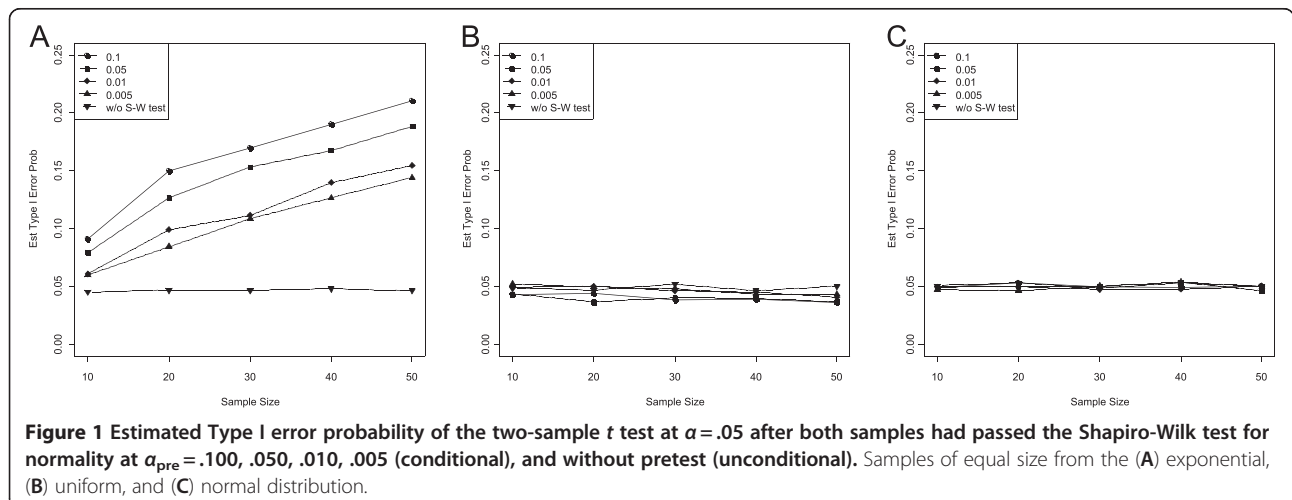 A
0.25
0.20
0.15
0.10
0.05
0.00
Est Type I Error Prob
0.1
0.05
0.01
0.005
w/o S-W test
10 20 30 40 50
Sample Size
B
0.25
0.20
0.15
0.10
0.05
0.00
Est Type I Error Prob
0.1
0.05
0.01
0.005
w/o S-W test
10 20 30 40 50
Sample Size
C
0.25
0.20
0.15
0.10
0.05
0.00
Est Type I Error Prob
0.1
0.05
0.01
0.005
w/o S-W test
10 20 30 40 50
Sample Size
Figure 1 Estimated Type I error probability of the two-sample t test at α = .05 after both samples had passed the Shapiro-Wilk test for
normality at αpre = .100, .050, .010, .005 (conditional), and without pretest (unconditional). Samples of equal size from the (A) exponential,
(B) uniform, and (C) normal distribution.